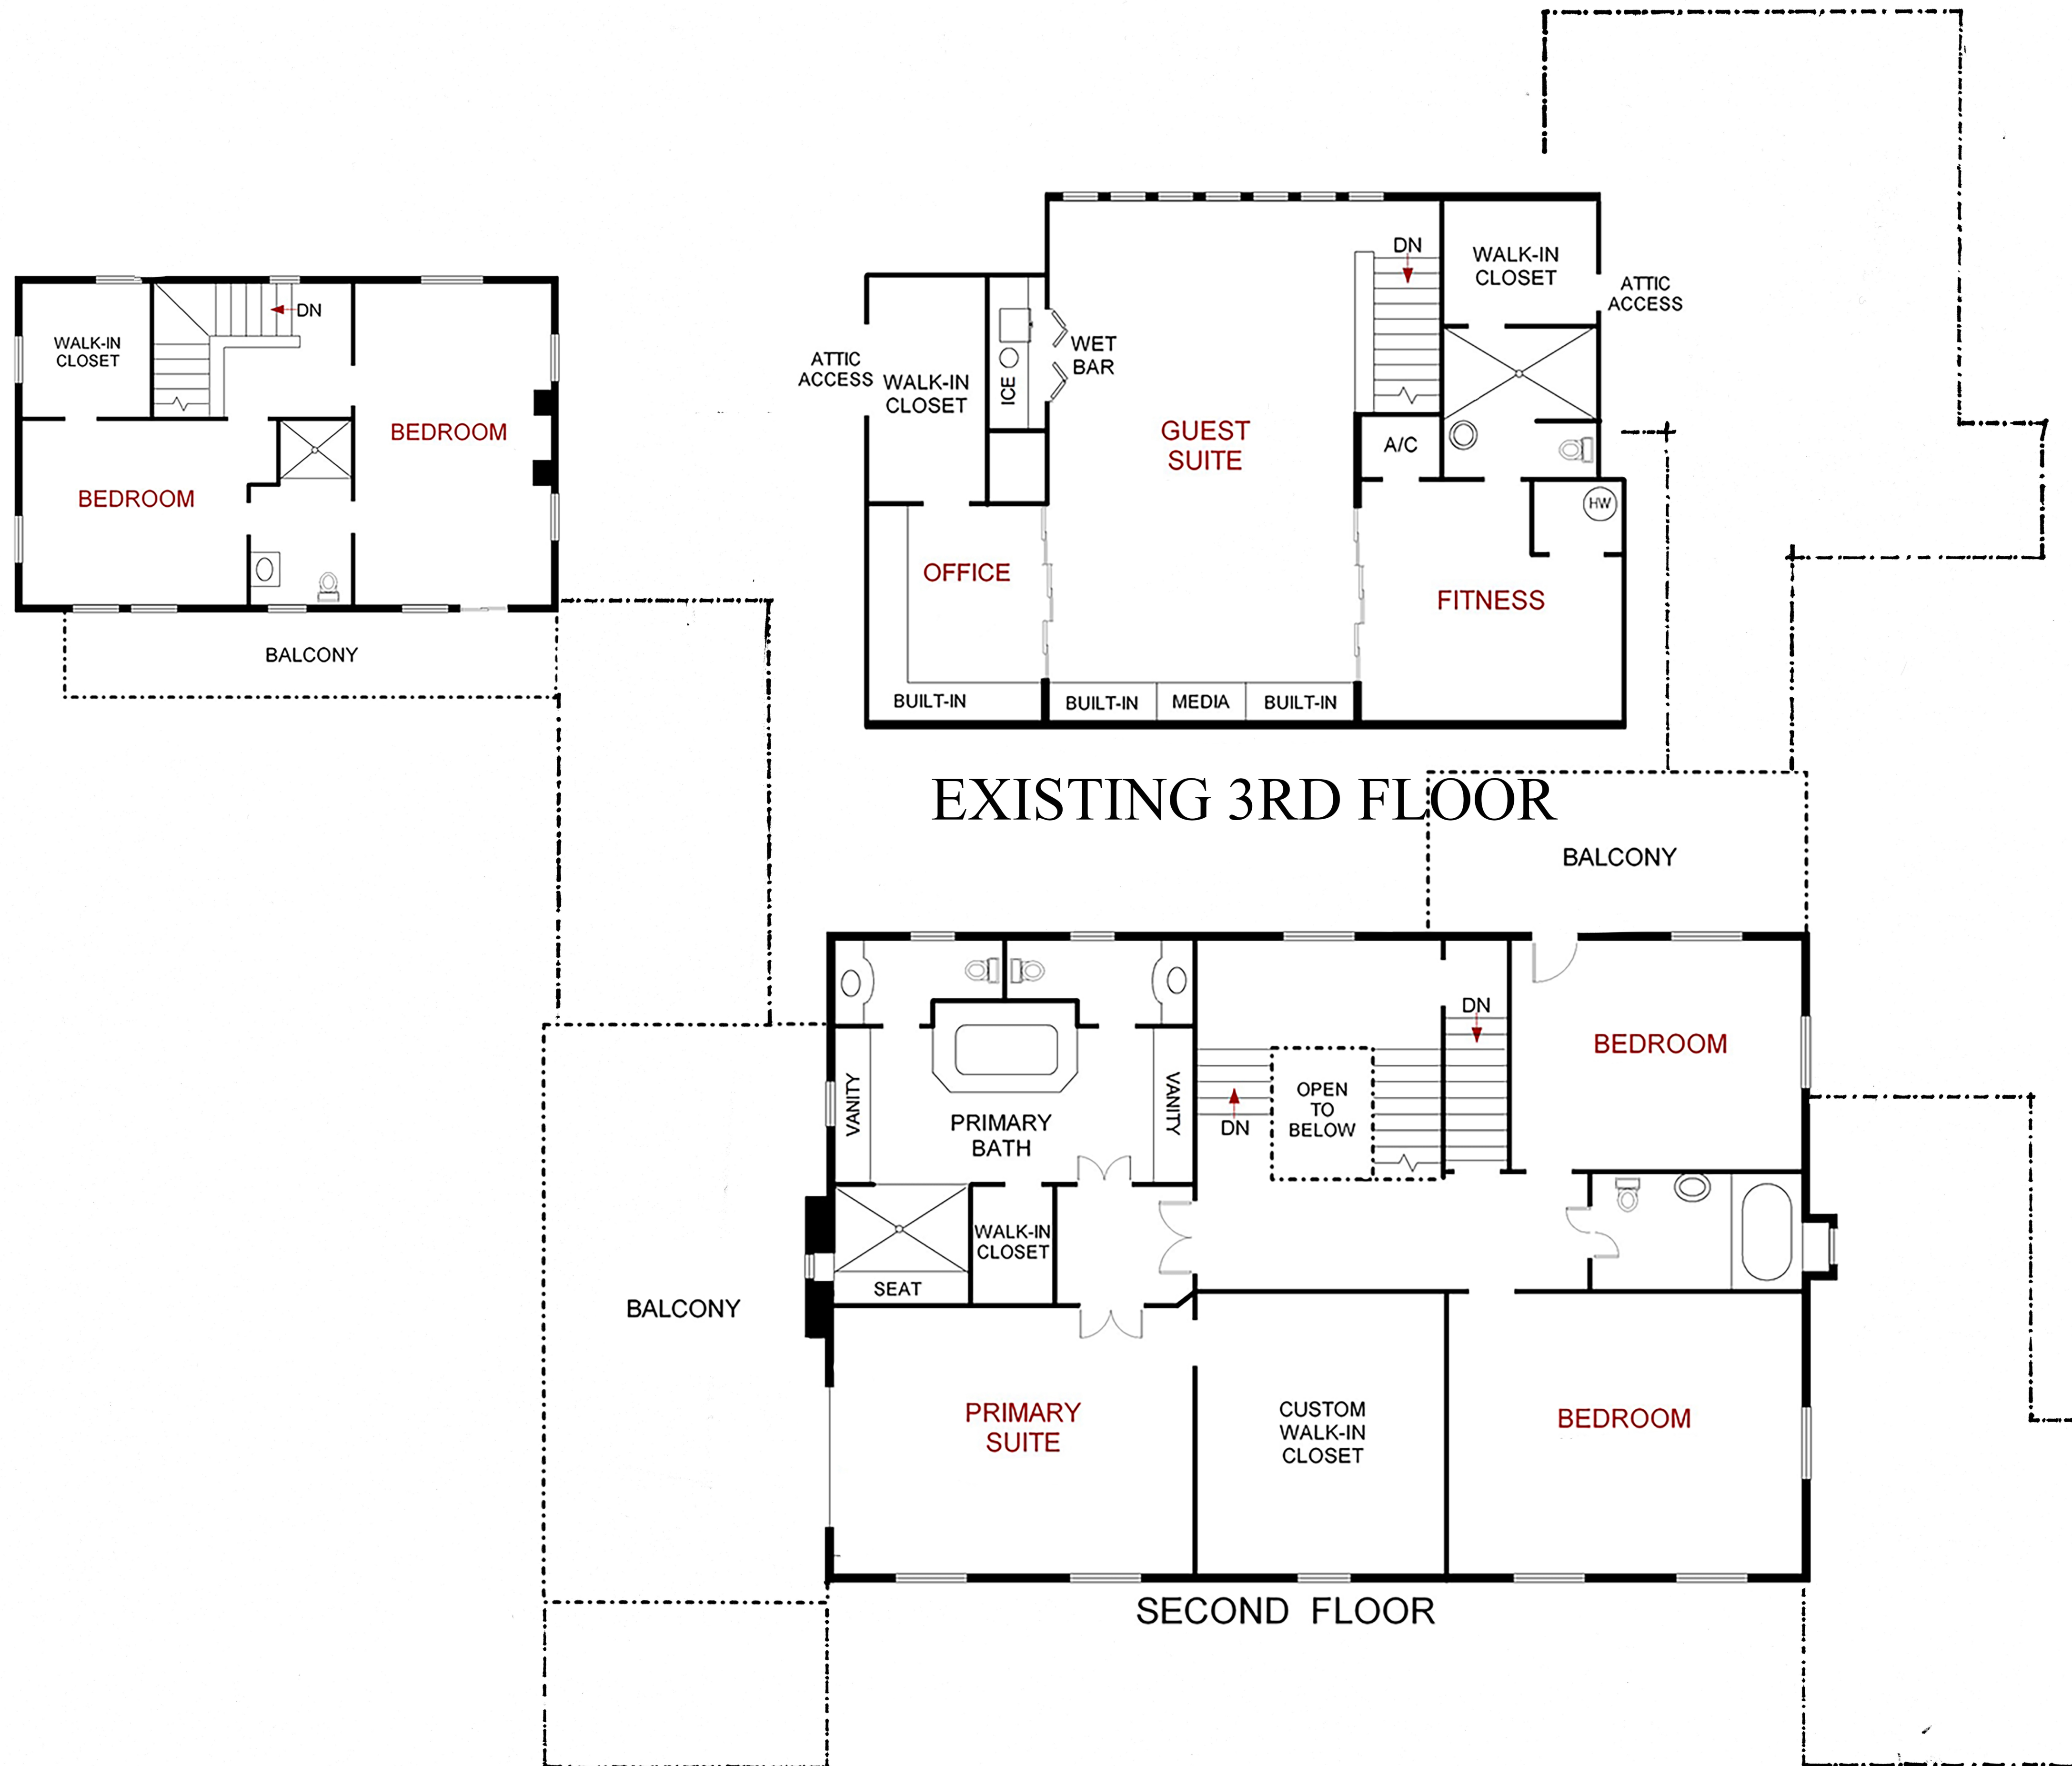 DN
WALK-IN
CLOSET
BEDROOM
BEDROOM
BALCONY
DN
WALK-IN
CLOSET
ATTIC
ACCESS
WET
BAR
ATTIC
ACCESS
WALK-IN
CLOSET
ICE
GUEST
SUITE
A/C
HW
OFFICE
FITNESS
BUILT-IN
BUILT-IN
MEDIA
BUILT-IN
EXISTING 3RD FLOOR
BALCONY
DN
BEDROOM
VANITY
VANITY
OPEN
TO
BELOW
DN
PRIMARY
BATH
WALK-IN
CLOSET
SEAT
BALCONY
PRIMARY
SUITE
CUSTOM
WALK-IN
CLOSET
BEDROOM
SECOND FLOOR